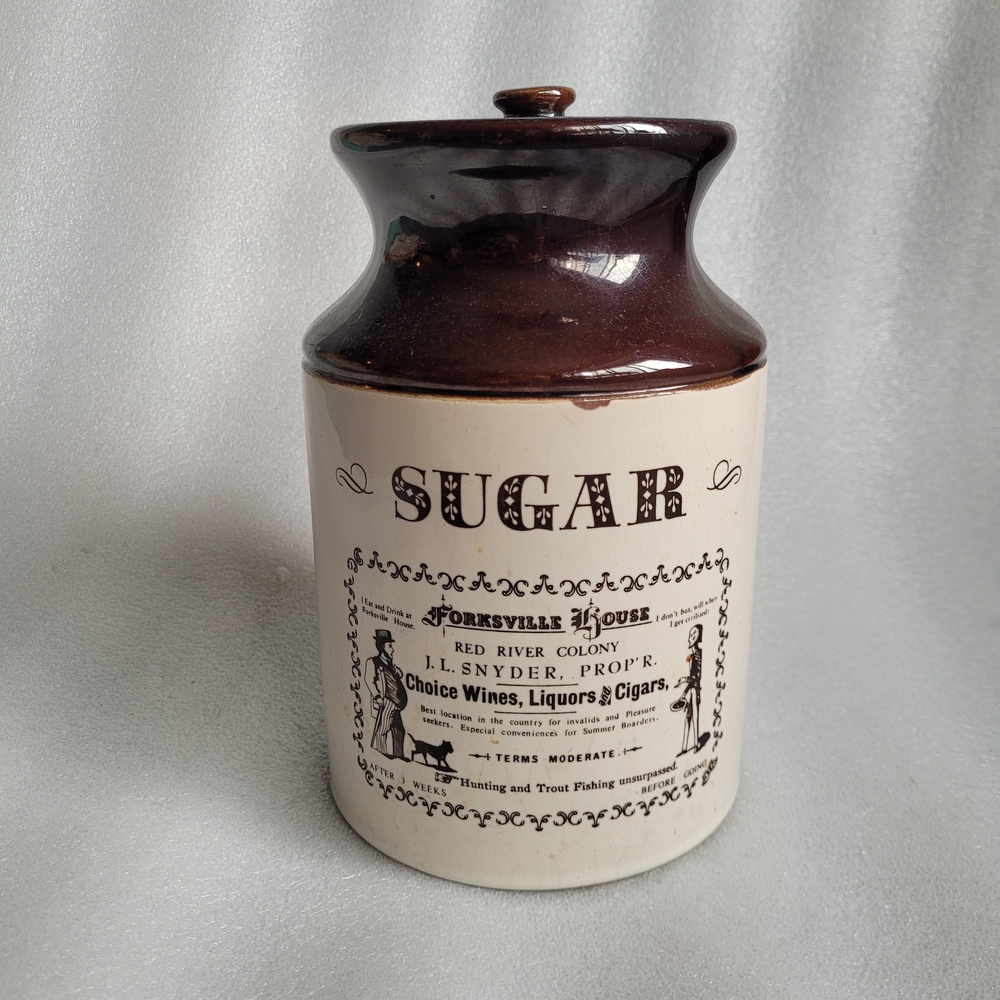 SUGAR
I Eat and Drink at
Forksville House.
FORKSVILLE HOUSE
I don't but, will when
I get civilized:
RED RIVER COLONY
J. L. SNYDER, PROP'R.
Choice Wines, Liquors and Cigars,
Best location in the country for invalids and Pleasure
seekers. Especial conveniences for Summer Boarders.
TERMS MODERATE.
Hunting and Trout Fishing unsurpassed.
AFTER 3 WEEKS
BEFORE GOING